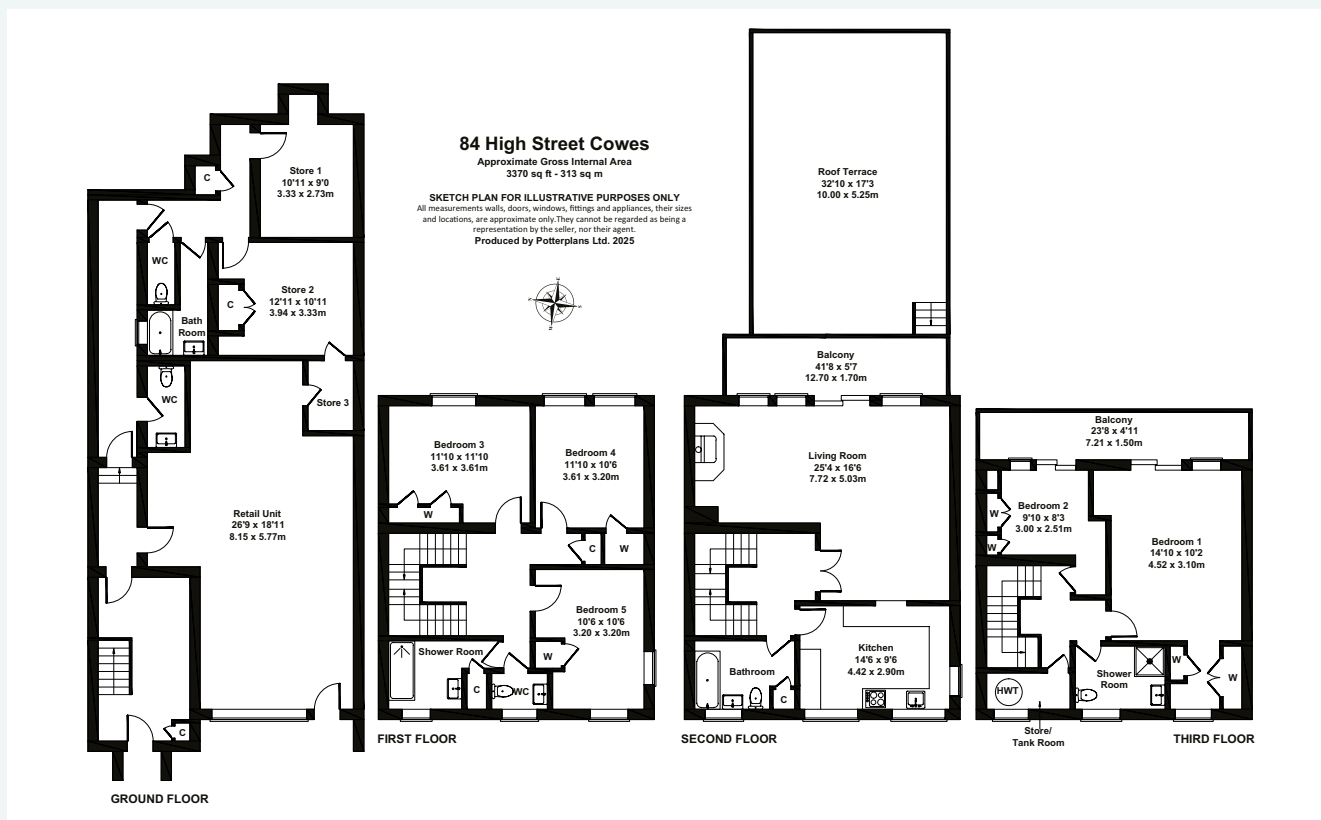 84 High Street Cowes
Approximate Gross Internal Area
3370 sq ft - 313 sq m
SKETCH PLAN FOR ILLUSTRATIVE PURPOSES ONLY
All measurements walls, doors, windows, fittings and appliances, their sizes
and locations, are approximate only.They cannot be regarded as being a
representation by the seller, nor their agent.
Produced by Potterplans Ltd. 2025
N
E
S
W
Store 1
10'11 x 9'0
3.33 x 2.73m
C
WC
Store 2
12'11 x 10'11
3.94 x 3.33m
C
Bath
Room
WC
Store 3
Retail Unit
26'9 x 18'11
8.15 x 5.77m
C
GROUND FLOOR
Bedroom 3
11'10 x 11'10
3.61 x 3.61m
W
Bedroom 4
11'10 x 10'6
3.61 x 3.20m
C
W
Bedroom 5
10'6 x 10'6
3.20 x 3.20m
W
Shower Room
C
WC
FIRST FLOOR
Roof Terrace
32'10 x 17'3
10.00 x 5.25m
Balcony
41'8 x 5'7
12.70 x 1.70m
Living Room
25'4 x 16'6
7.72 x 5.03m
Kitchen
14'6 x 9'6
4.42 x 2.90m
Bathroom
C
SECOND FLOOR
Balcony
23'8 x 4'11
7.21 x 1.50m
Bedroom 2
9'10 x 8'3
3.00 x 2.51m
W
W
Bedroom 1
14'10 x 10'2
4.52 x 3.10m
HWT
Shower
Room
W
W
Store/
Tank Room
THIRD FLOOR